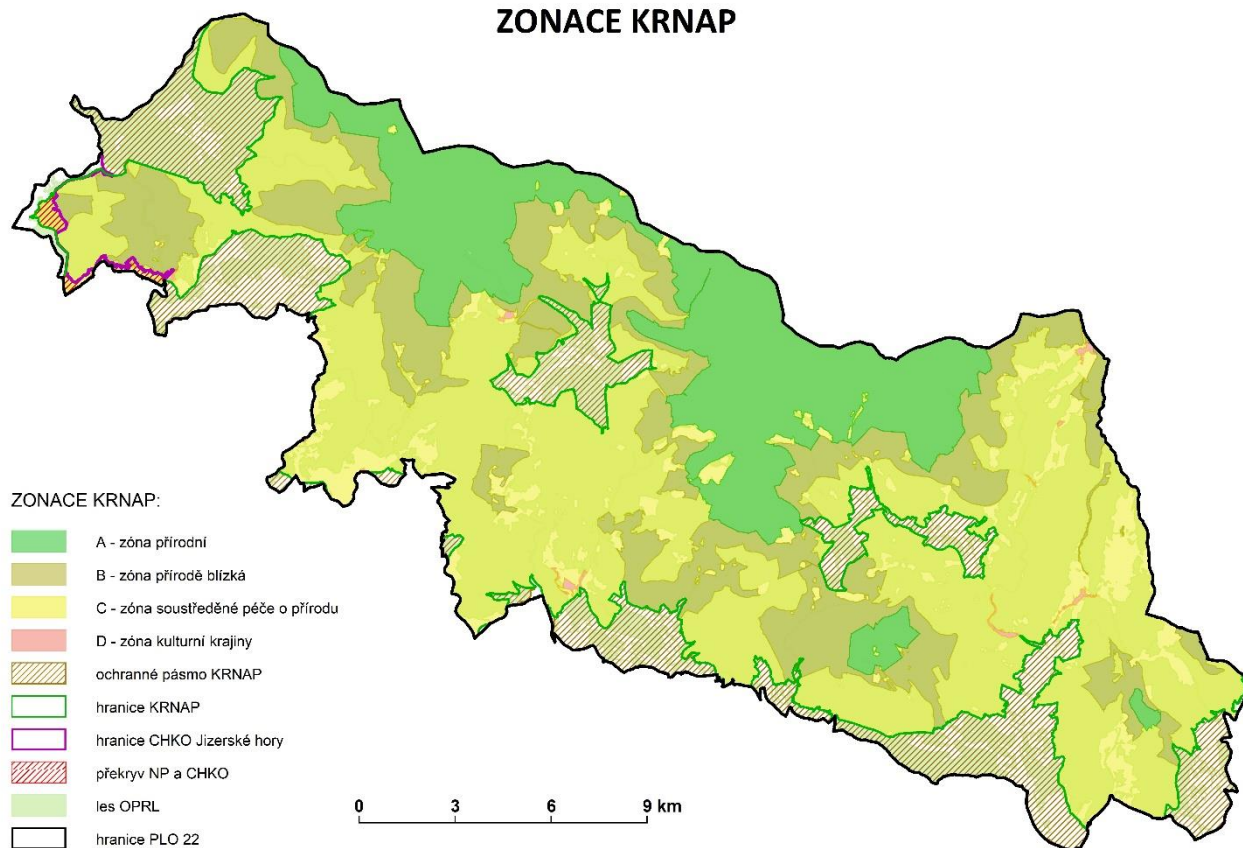 ZONACE KRNAP
ZONACE KRNAP:
A - zóna přírodní
B - zóna přírodě blízká
C - zóna soustředěné péče o přírodu
D - zóna kulturní krajiny
ochranné pásmo KRNAP
hranice KRNAP
hranice CHKO Jizerské hory
překryv NP a CHKO
les OPRL
hranice PLO 22
0 3 6 9 km